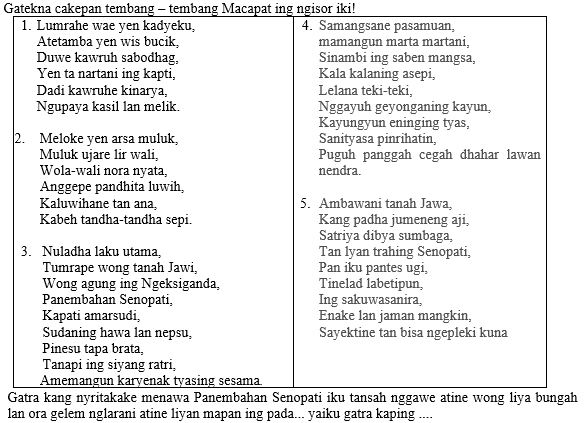 Gatekna cakepan tembang – tembang Macapat ing ngisor iki!
1. Lumrahe wae yen kadyeku,
Atetamba yen wis bucik,
Duwe kawruh sabodhag,
Yen ta nartani ing kapti,
Dadi kawruhe kinarya,
Ngupaya kasil lan melik.
2. Meloke yen arsa muluk,
Muluk ujare lir wali,
Wola-wali nora nyata,
Anggepe pandhita luwih,
Kaluwihane tan ana,
Kabeh tandha-tandha sepi.
3. Nuladha laku utama,
Tumrape wong tanah Jawi,
Wong agung ing Ngeksiganda,
Panembahan Senopati,
Kapati amarsudi,
Sudaning hawa lan nepsu,
Pinesu tapa brata,
Tanapi ing siyang ratri,
Amemangun karyenak tyasing sesama.
4. Samangsane pasamuan,
mamangun marta martani,
Sinambi ing saben mangsa,
Kala kalaning asepi,
Lelana teki-teki,
Nggayuh geyonganing kayun,
Kayungyun eninging tyas,
Sanityasa pinrihatin,
Puguh panggah cegah dhahar lawan
nendra.
5. Ambawani tanah Jawa,
Kang padha jumeneng aji,
Satriya dibya sumbaga,
Tan lyan trahing Senopati,
Pan iku pantes ugi,
Tinelad labetipun,
Ing sakuwasanira,
Enake lan jaman mangkin,
Sayektine tan bisa ngepleki kuna
Gatra kang nyritakake menawa Panembahan Senopati iku tansah nggawe atine wong liya bungah
lan ora gelem nglarani atine liyan mapan ing pada... yaiku gatra kaping ....